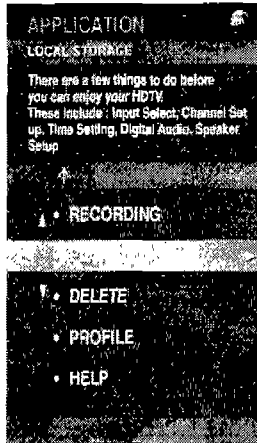 APPLICATION
LOCAL STORAGE
There are a few things to do before
you can enjoy your HDTV.
These include : Input Select, Channel Set
up, Time Setting, Digital Audio, Speaker
Setup
• RECORDING
• DELETE
• PROFILE
• HELP